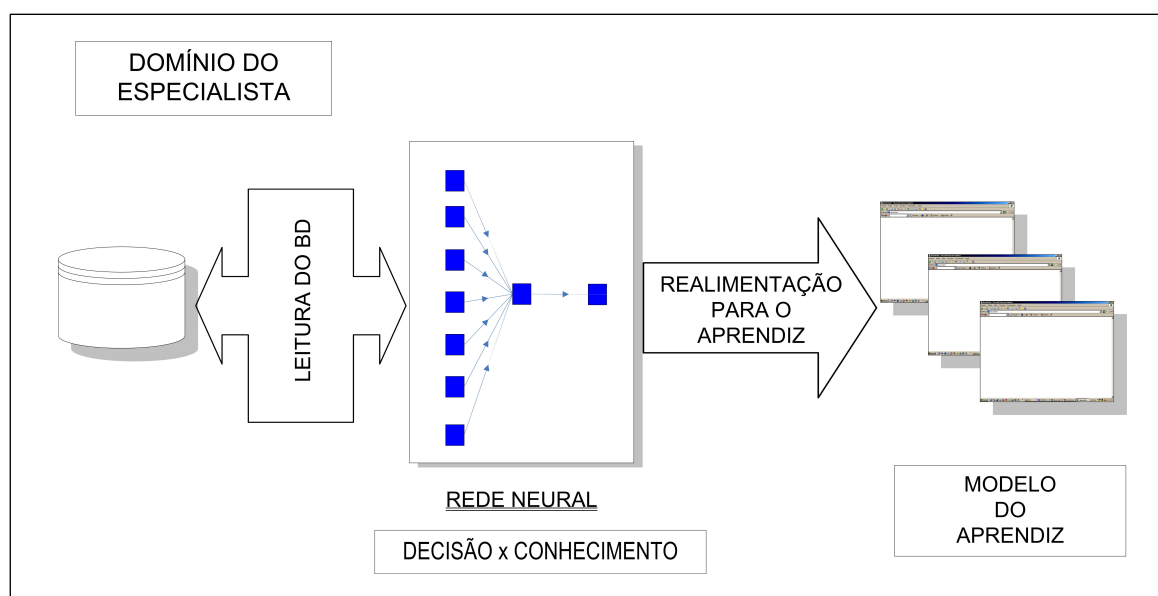 DOMÍNIO DO
ESPECIALISTA
LEITURA DO BD
REALIMENTAÇÃO
PARA O
APRENDIZ
REDE NEURAL
DECISÃO x CONHECIMENTO
MODELO
DO
APRENDIZ